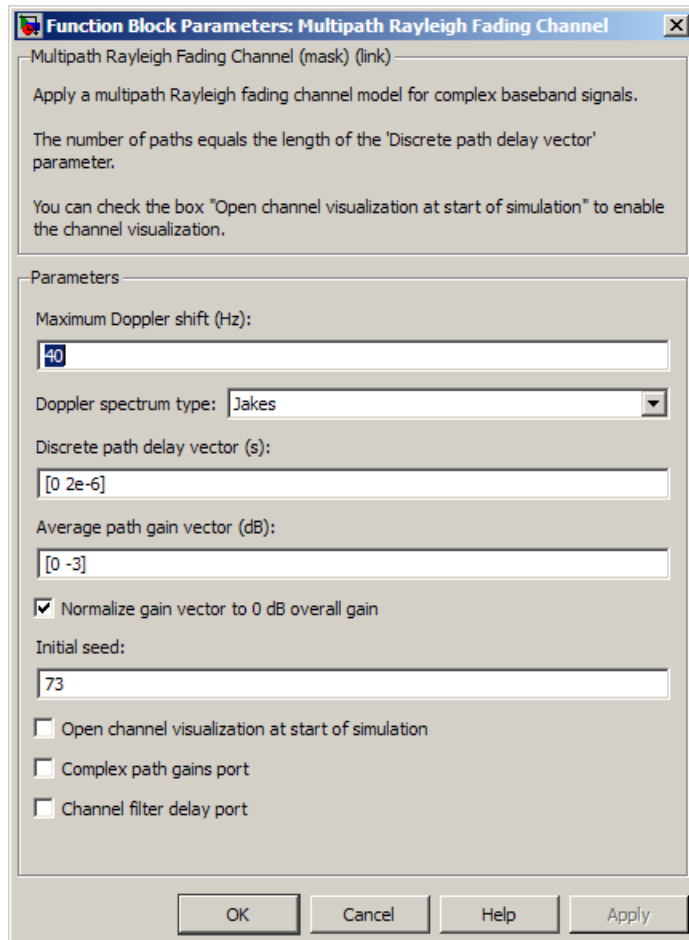 Function Block Parameters: Multipath Rayleigh Fading Channel
Multipath Rayleigh Fading Channel (mask) (link)
Apply a multipath Rayleigh fading channel model for complex baseband signals.
The number of paths equals the length of the 'Discrete path delay vector'
parameter.
You can check the box "Open channel visualization at start of simulation" to enable
the channel visualization.
Parameters
Maximum Doppler shift (Hz):
40
Doppler spectrum type: Jakes
Discrete path delay vector (s):
[0 2e-6]
Average path gain vector (dB):
[0 -3]
Normalize gain vector to 0 dB overall gain
Initial seed:
73
Open channel visualization at start of simulation
Complex path gains port
Channel filter delay port
OK Cancel Help Apply